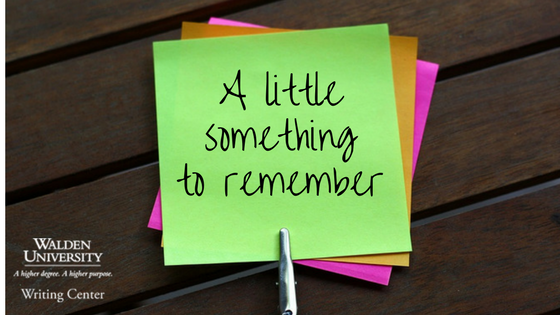 A little
something
to remember
WALDEN
UNIVERSITY
A higher degree. A higher purpose.
Writing Center